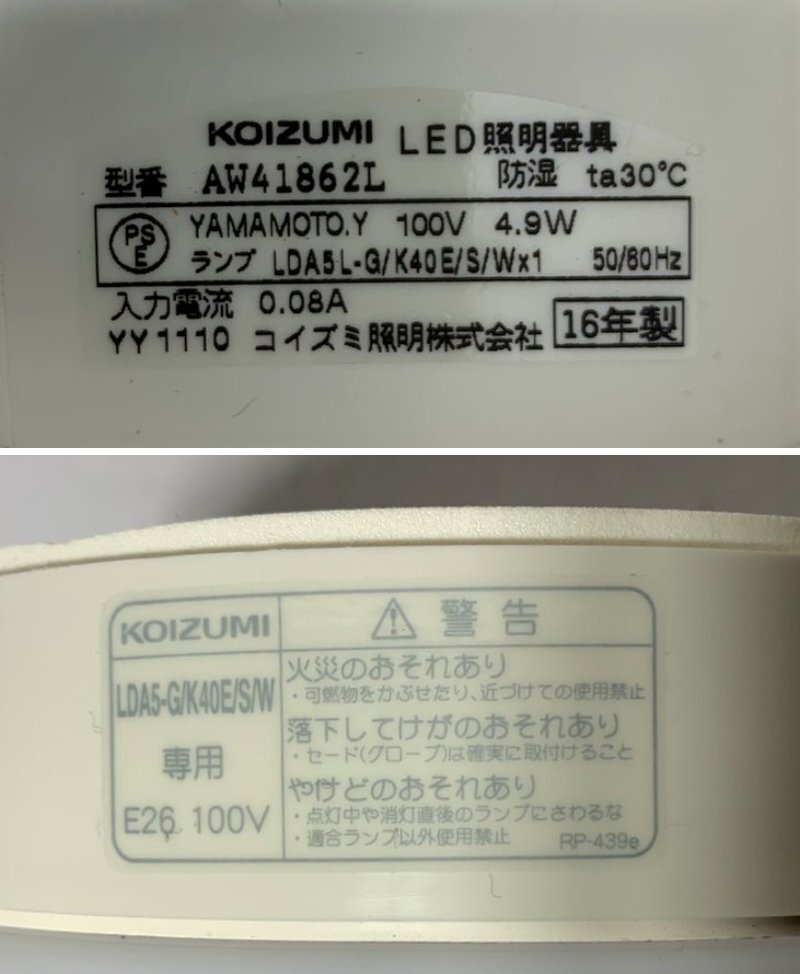 KOIZUMI LED照明器具
型番 AW41862L 防湿 ta30℃
PSE YAMAMOTO.Y 100V 4.9W
ランプ LDA5L-G/K40E/S/Wx1 50/60Hz
入力電流 0.08A
YY1110 コイズミ照明株式会社 16年製
KOIZUMI
LDA5-G/K40E/S/W
専用
E26 100V
⚠ 警告
火災のおそれあり
・可燃物をかぶせたり、近づけての使用禁止
落下してけがのおそれあり
・セード(グローブ)は確実に取付けること
やけどのおそれあり
・点灯中や消灯直後のランプにさわるな
・適合ランプ以外使用禁止
RP-439e